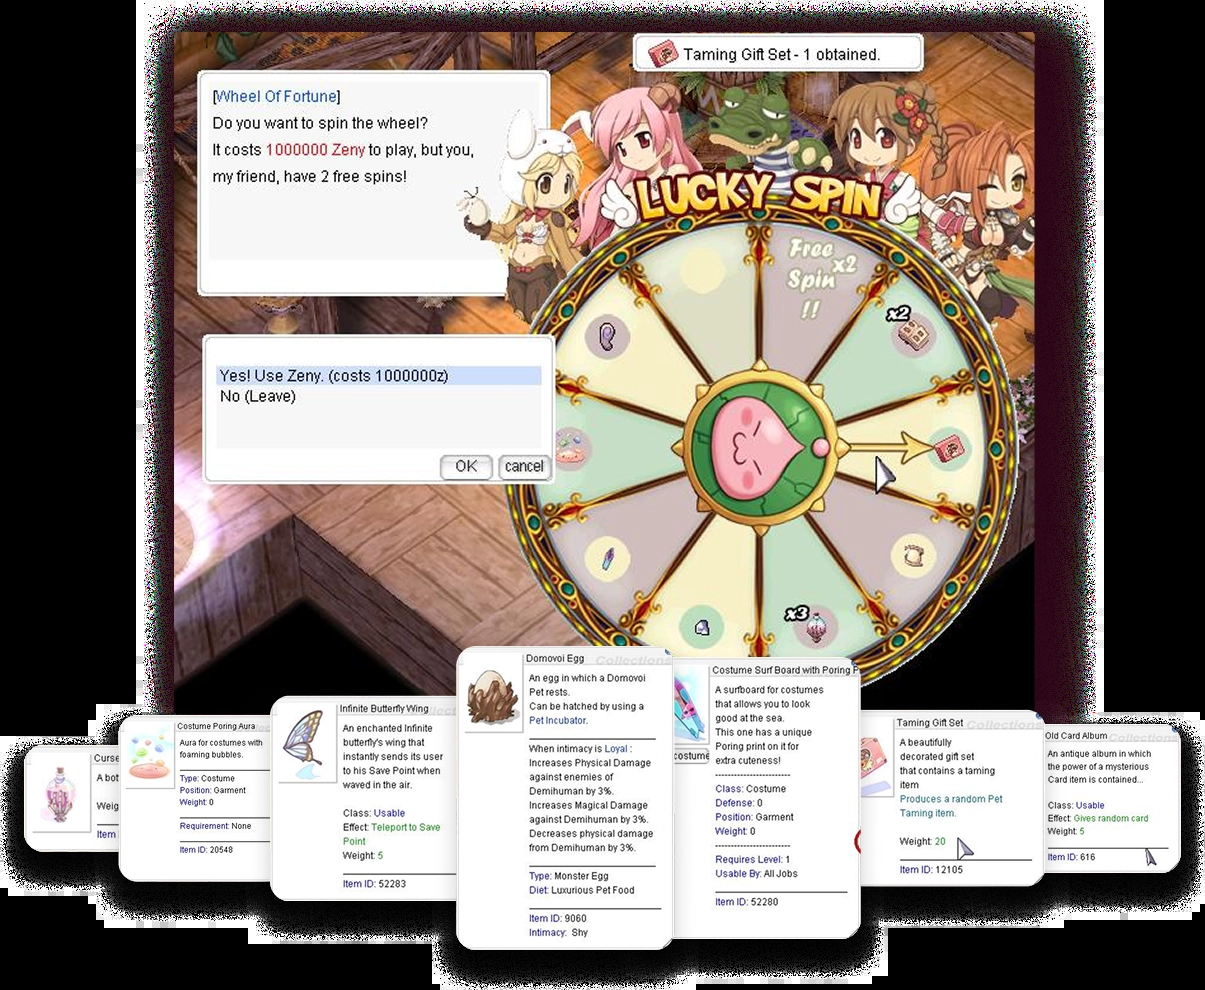 Taming Gift Set - 1 obtained.
[Wheel Of Fortune]
Do you want to spin the wheel?
It costs 1000000 Zeny to play, but you,
my friend, have 2 free spins!
LUCKY SPIN
Free
x2
Spin
!!
x2
Yes! Use Zeny. (costs 1000000z)
No (Leave)
OK
cancel
x3
Curse
A bot
Weig
Item
Costume Poring Aura
Aura for costumes with
foaming bubbles.
Type: Costume
Position: Garment
Weight: 0
Requirement: None
Item ID: 20548
Infinite Butterfly Wing
An enchanted Infinite
butterfly's wing that
instantly sends its user
to his Save Point when
waved in the air.
Class: Usable
Effect: Teleport to Save
Point
Weight: 5
Item ID: 52283
Domovoi Egg
Collections
An egg in which a Domovoi
Pet rests.
Can be hatched by using a
Pet Incubator.
When intimacy is Loyal :
Increases Physical Damage
against enemies of
Demihuman by 3%.
Increases Magical Damage
against Demihuman by 3%.
Decreases physical damage
from Demihuman by 3%.
Type: Monster Egg
Diet: Luxurious Pet Food
Item ID: 9060
Intimacy: Shy
Costume Surf Board with Poring P
Collections
A surfboard for costumes
that allows you to look
good at the sea.
This one has a unique
Poring print on it for
extra cuteness!
costume
------------------------
Class: Costume
Defense: 0
Position: Garment
Weight: 0
------------------------
Requires Level: 1
Usable By: All Jobs
Item ID: 52280
Taming Gift Set
Collections
A beautifully
decorated gift set
that contains a taming
item
Produces a random Pet
Taming item.
Weight: 20
Item ID: 12105
Old Card Album
Collections
An antique album in which
the power of a mysterious
Card item is contained...
Class: Usable
Effect: Gives random card
Weight: 5
Item ID: 616